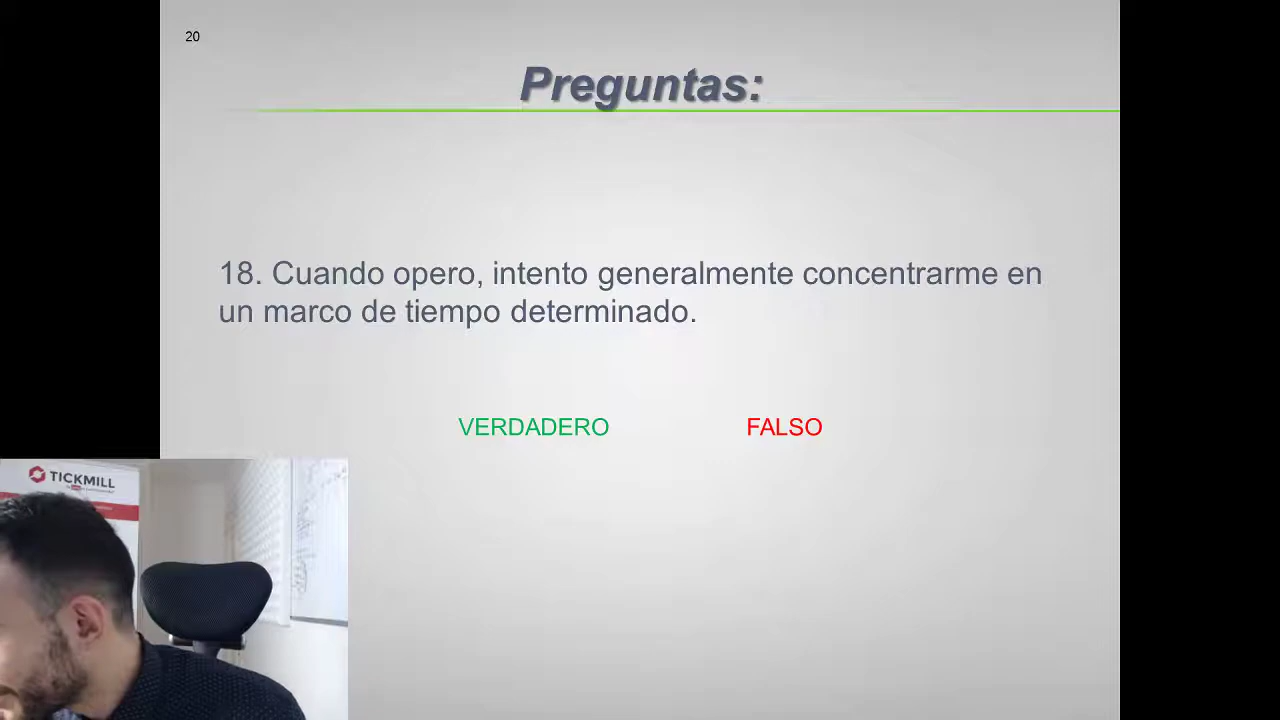 20
Preguntas:
18. Cuando opero, intento generalmente concentrarme en
un marco de tiempo determinado.
VERDADERO FALSO
TICKMILL